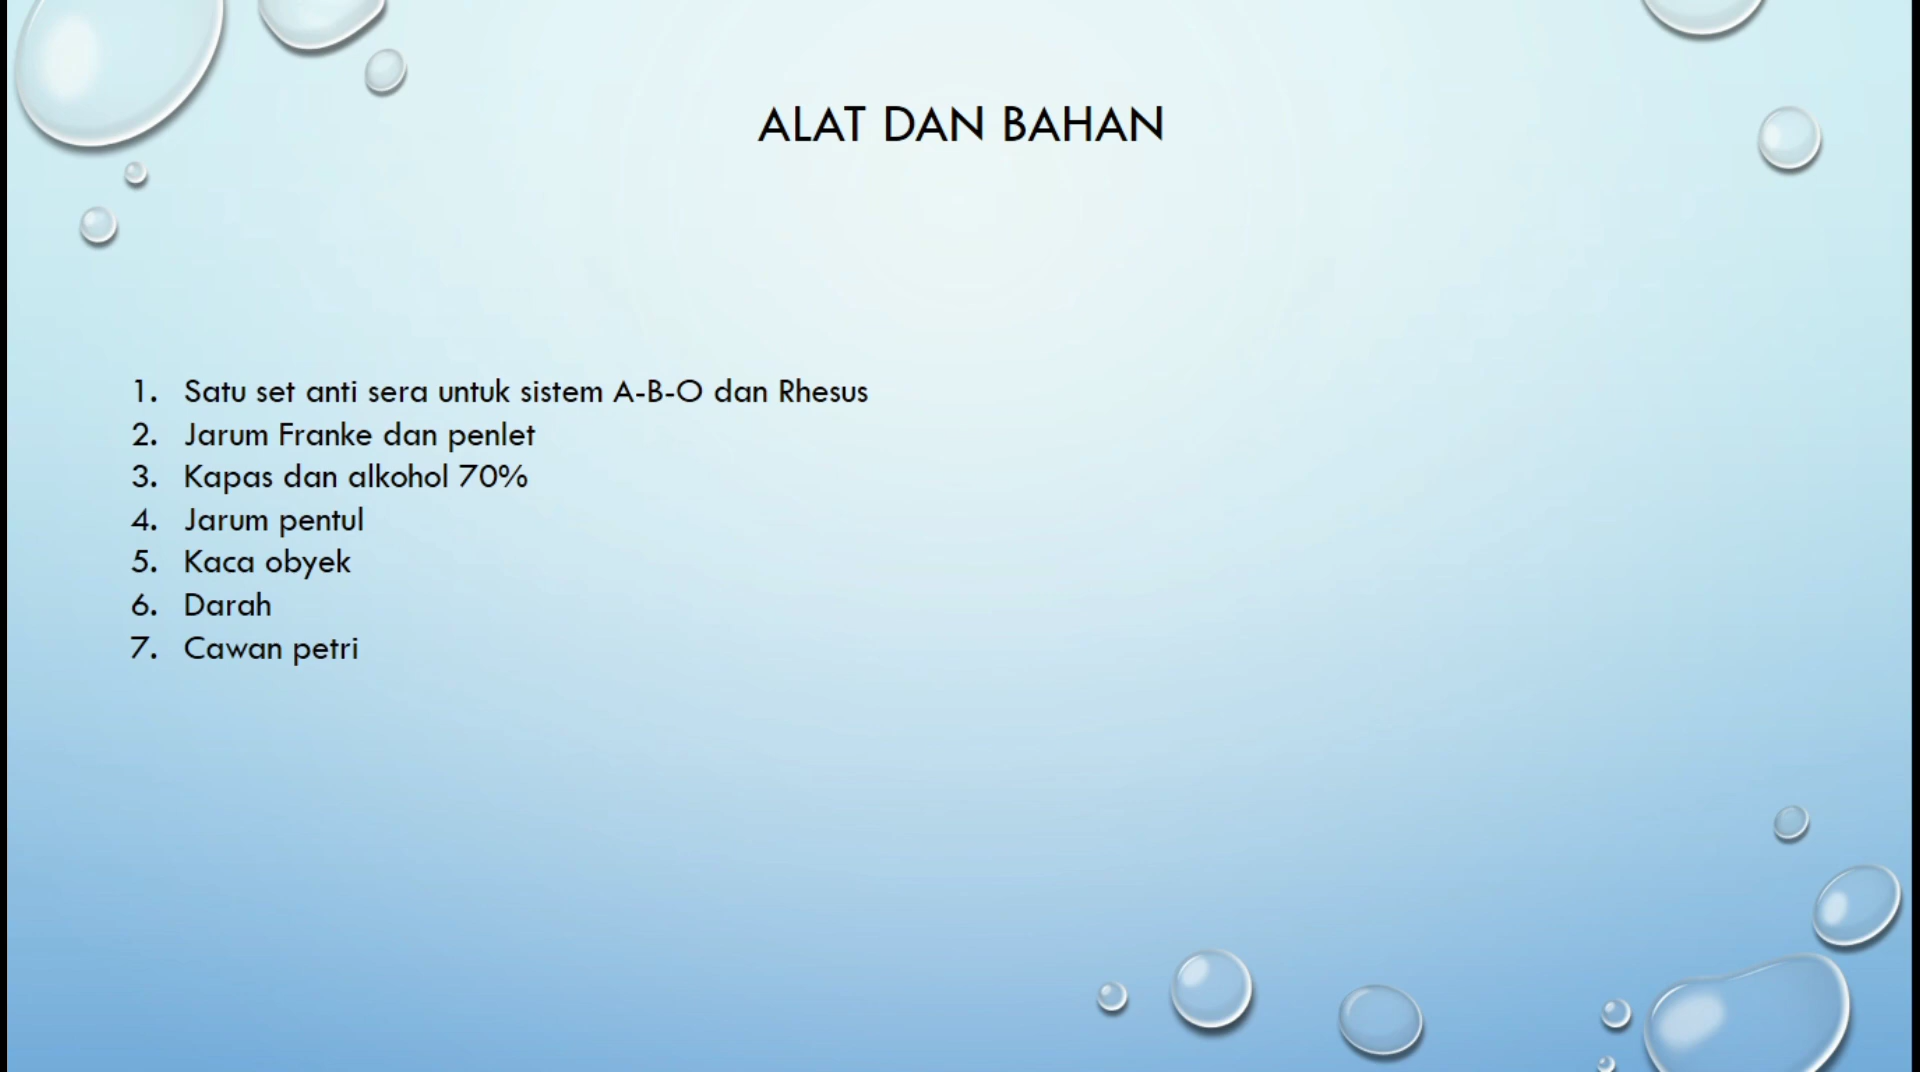 ALAT DAN BAHAN
1. Satu set anti sera untuk sistem A-B-O dan Rhesus
2. Jarum Franke dan penlet
3. Kapas dan alkohol 70%
4. Jarum pentul
5. Kaca obyek
6. Darah
7. Cawan petri